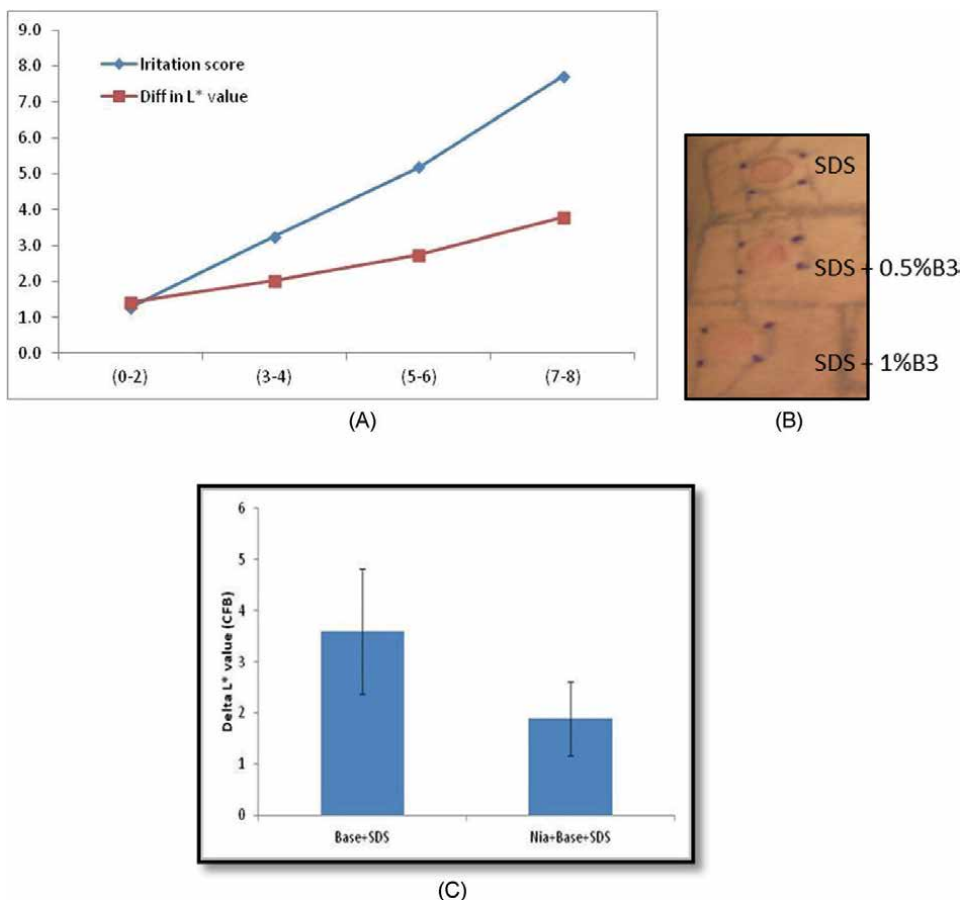 9.0
8.0
7.0
6.0
5.0
4.0
3.0
2.0
1.0
0.0
Iritation score
Diff in L* value
(0-2)
(3-4)
(5-6)
(7-8)
(A)
SDS
SDS + 0.5%B3
SDS + 1%B3
(B)
6
5
4
3
2
1
0
Delta L* value (CFB)
Base+SDS
Nia+Base+SDS
(C)